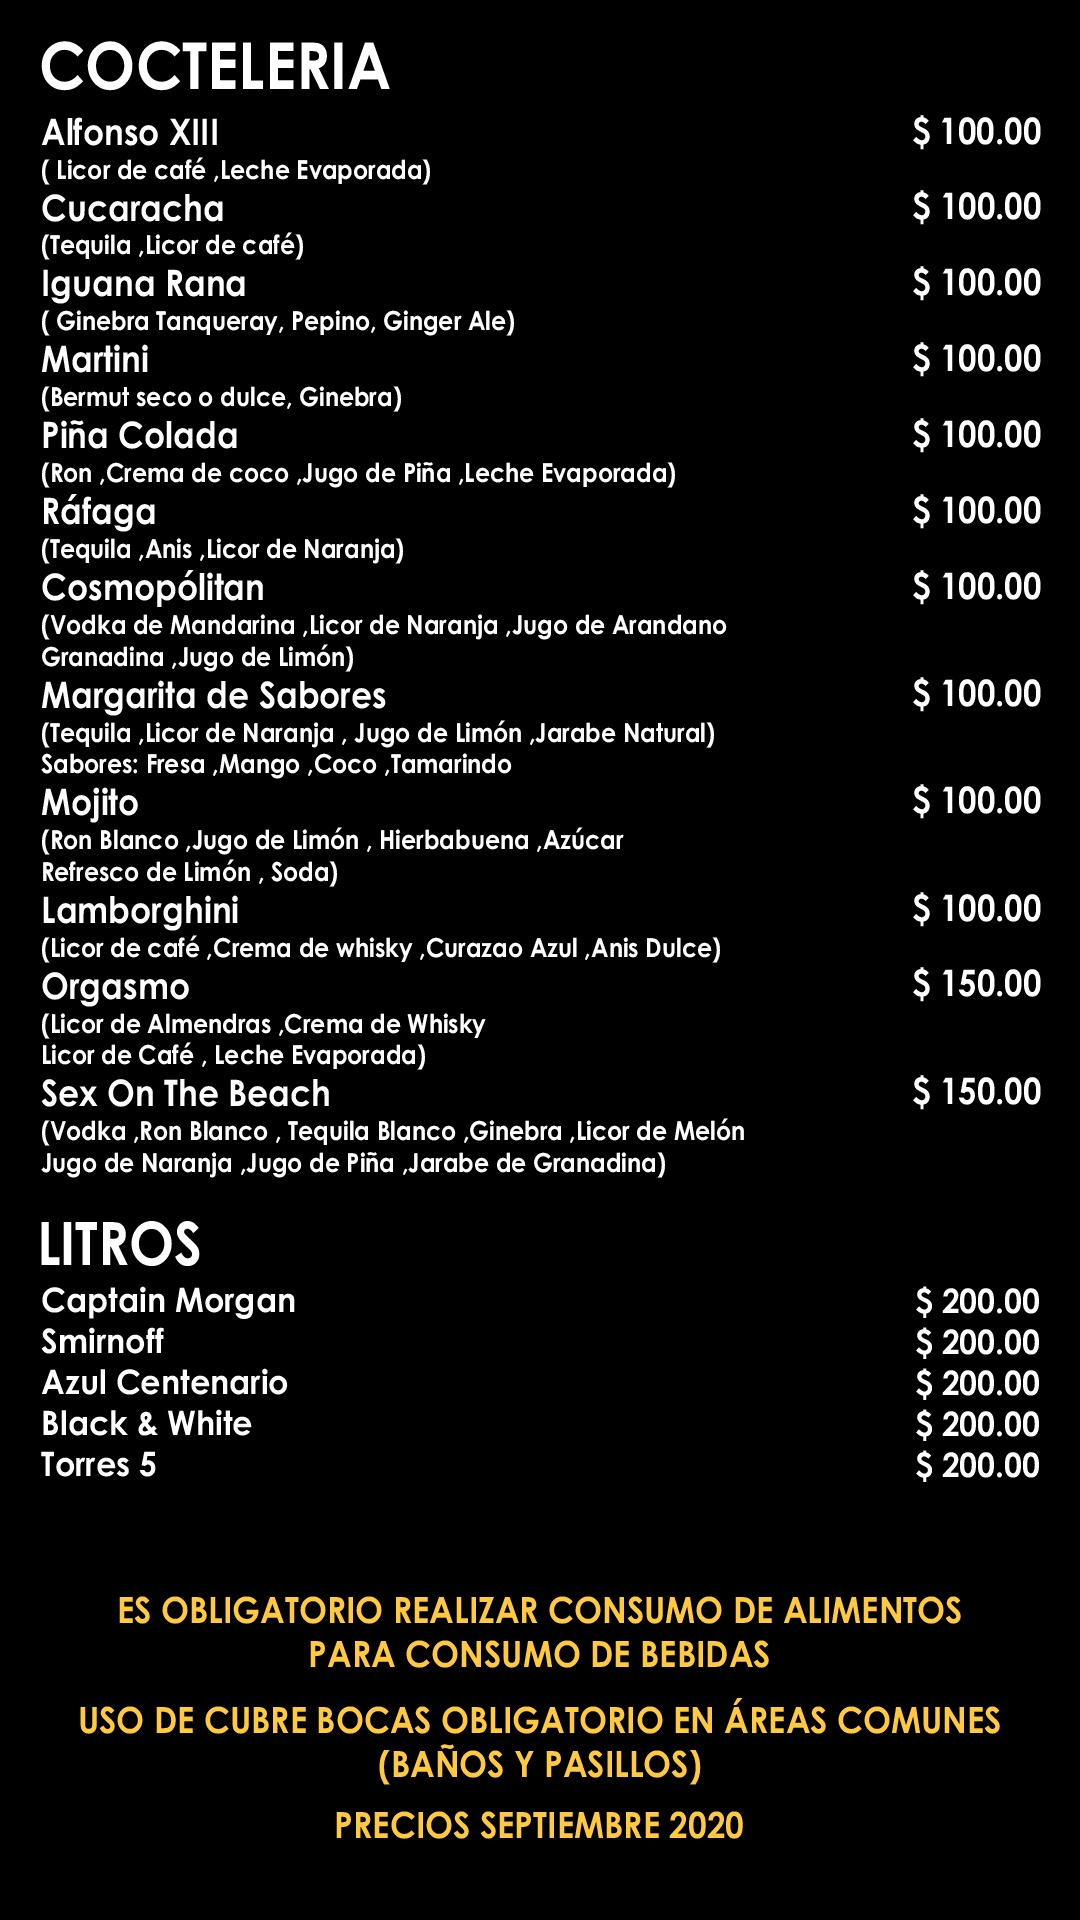 COCTELERIA
Alfonso XIII $ 100.00
( Licor de café ,Leche Evaporada)
Cucaracha $ 100.00
(Tequila ,Licor de café)
Iguana Rana $ 100.00
( Ginebra Tanqueray, Pepino, Ginger Ale)
Martini $ 100.00
(Bermut seco o dulce, Ginebra)
Piña Colada $ 100.00
(Ron ,Crema de coco ,Jugo de Piña ,Leche Evaporada)
Ráfaga $ 100.00
(Tequila ,Anis ,Licor de Naranja)
Cosmopólitan $ 100.00
(Vodka de Mandarina ,Licor de Naranja ,Jugo de Arandano
Granadina ,Jugo de Limón)
Margarita de Sabores $ 100.00
(Tequila ,Licor de Naranja , Jugo de Limón ,Jarabe Natural)
Sabores: Fresa ,Mango ,Coco ,Tamarindo
Mojito $ 100.00
(Ron Blanco ,Jugo de Limón , Hierbabuena ,Azúcar
Refresco de Limón , Soda)
Lamborghini $ 100.00
(Licor de café ,Crema de whisky ,Curazao Azul ,Anis Dulce)
Orgasmo $ 150.00
(Licor de Almendras ,Crema de Whisky
Licor de Café , Leche Evaporada)
Sex On The Beach $ 150.00
(Vodka ,Ron Blanco , Tequila Blanco ,Ginebra ,Licor de Melón
Jugo de Naranja ,Jugo de Piña ,Jarabe de Granadina)
LITROS
Captain Morgan $ 200.00
Smirnoff $ 200.00
Azul Centenario $ 200.00
Black & White $ 200.00
Torres 5 $ 200.00
ES OBLIGATORIO REALIZAR CONSUMO DE ALIMENTOS
PARA CONSUMO DE BEBIDAS
USO DE CUBRE BOCAS OBLIGATORIO EN ÁREAS COMUNES
(BAÑOS Y PASILLOS)
PRECIOS SEPTIEMBRE 2020